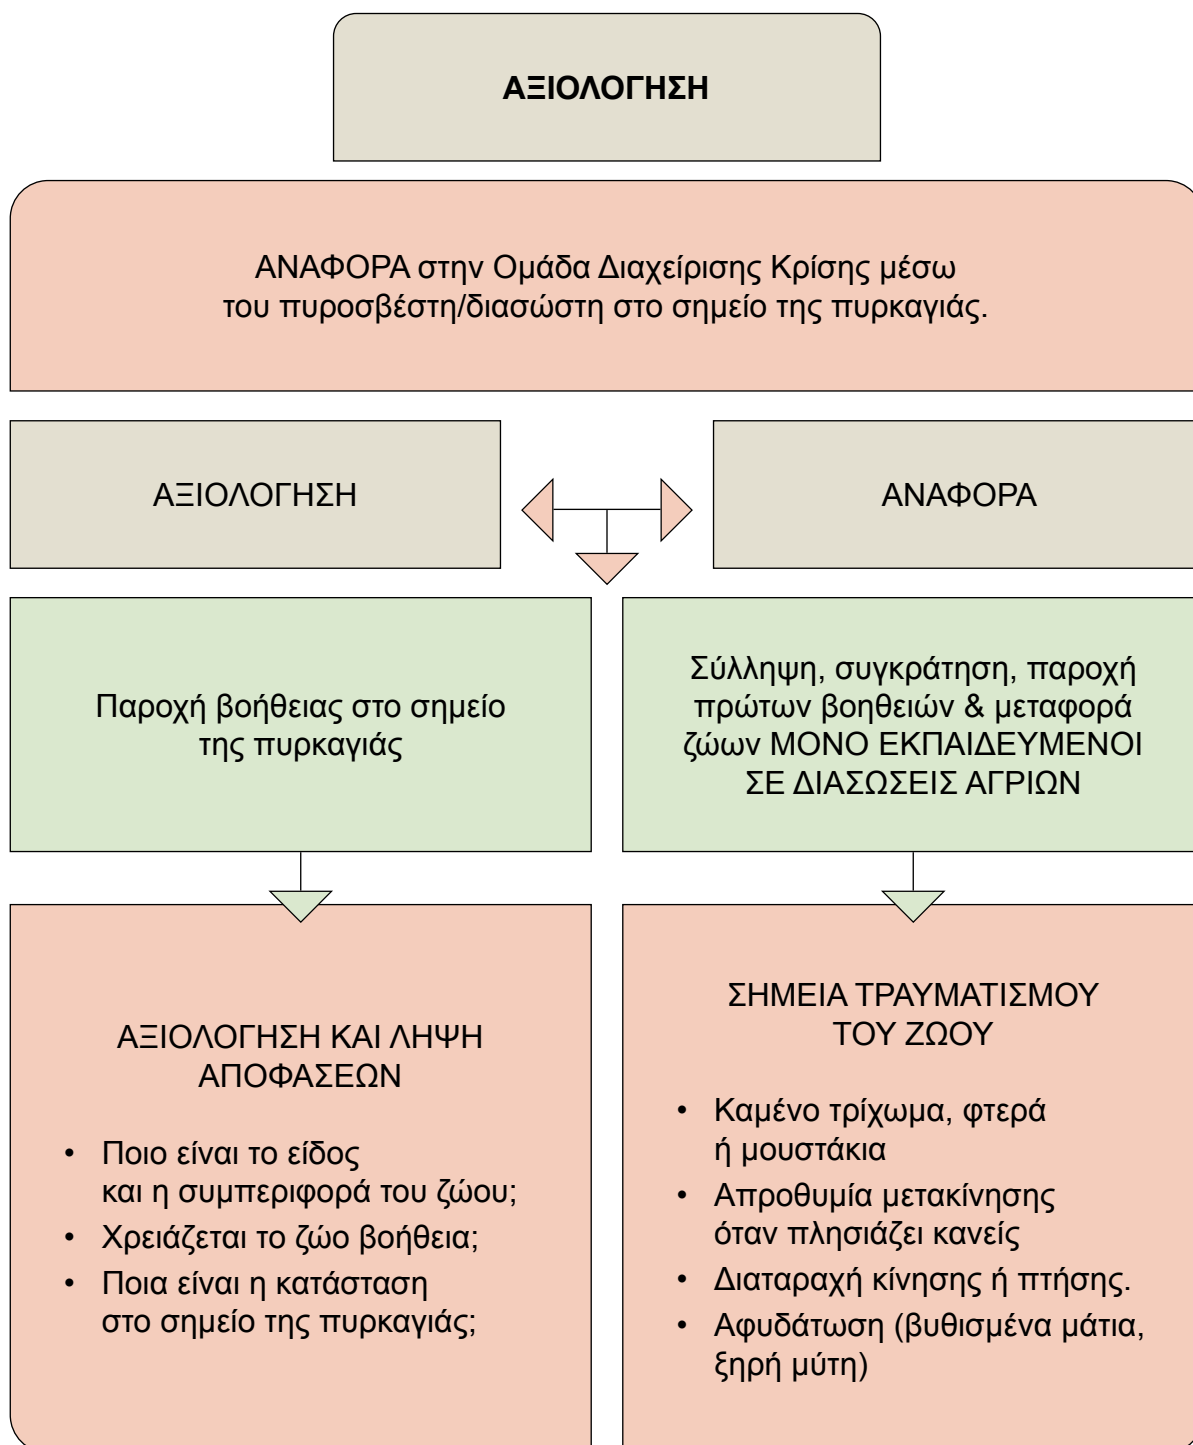 ΑΞΙΟΛΟΓΗΣΗ
ΑΝΑΦΟΡΑ στην Ομάδα Διαχείρισης Κρίσης μέσω
του πυροσβέστη/διασώστη στο σημείο της πυρκαγιάς.
ΑΞΙΟΛΟΓΗΣΗ
ΑΝΑΦΟΡΑ
Παροχή βοήθειας στο σημείο
της πυρκαγιάς
Σύλληψη, συγκράτηση, παροχή
πρώτων βοηθειών & μεταφορά
ζώων ΜΟΝΟ ΕΚΠΑΙΔΕΥΜΕΝΟΙ
ΣΕ ΔΙΑΣΩΣΕΙΣ ΑΓΡΙΩΝ
ΑΞΙΟΛΟΓΗΣΗ ΚΑΙ ΛΗΨΗ
ΑΠΟΦΑΣΕΩΝ
• Ποιο είναι το είδος
και η συμπεριφορά του ζώου;
• Χρειάζεται το ζώο βοήθεια;
• Ποια είναι η κατάσταση
στο σημείο της πυρκαγιάς;
ΣΗΜΕΙΑ ΤΡΑΥΜΑΤΙΣΜΟΥ
ΤΟΥ ΖΩΟΥ
• Καμένο τρίχωμα, φτερά
ή μουστάκια
• Απροθυμία μετακίνησης
όταν πλησιάζει κανείς
• Διαταραχή κίνησης ή πτήσης.
• Αφυδάτωση (βυθισμένα μάτια,
ξηρή μύτη)